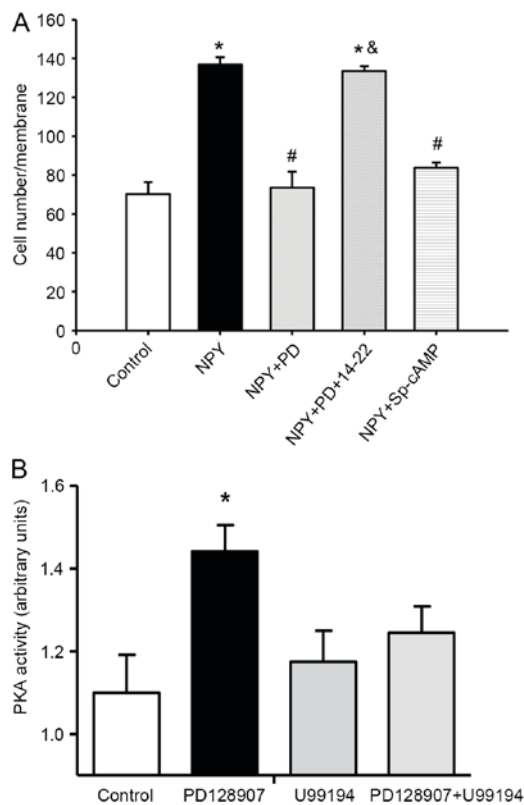 A
160
140
120
100
80
60
40
20
0
Cell number/membrane
*
#
* &
#
0
Control
NPY
NPY+PD
NPY+PD+14-22
NPY+Sp-cAMP
B
1.6
1.4
1.2
1.0
PKA activity (arbitrary units)
*
Control
PD128907
U99194
PD128907+U99194